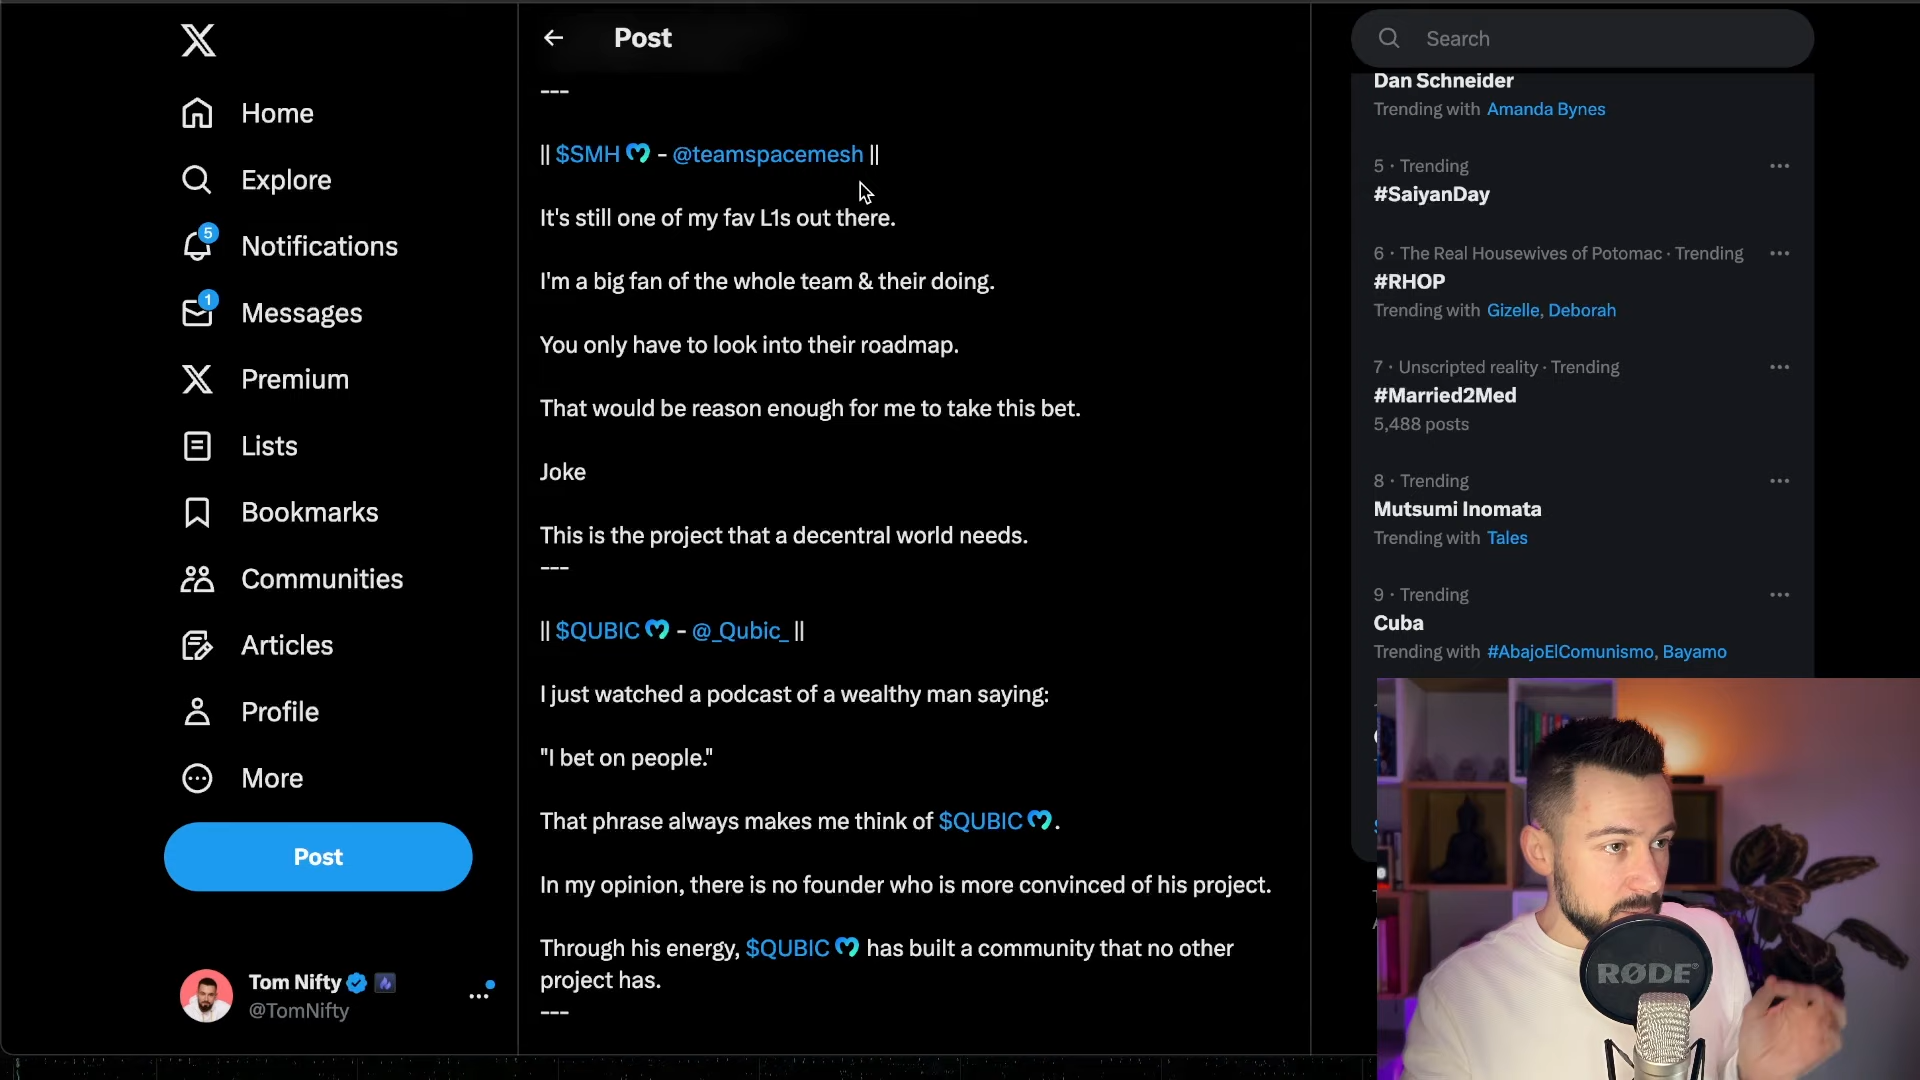 Home
Explore
5
Notifications
1
Messages
Premium
Lists
Bookmarks
Communities
Articles
Profile
More
Post
Tom Nifty
@TomNifty
Post
---
|| $SMH - @teamspacemesh ||
It's still one of my fav L1s out there.
I'm a big fan of the whole team & their doing.
You only have to look into their roadmap.
That would be reason enough for me to take this bet.
Joke
This is the project that a decentral world needs.
---
|| $QUBIC - @_Qubic_ ||
I just watched a podcast of a wealthy man saying:
"I bet on people."
That phrase always makes me think of $QUBIC .
In my opinion, there is no founder who is more convinced of his project.
Through his energy, $QUBIC has built a community that no other
project has.
---
Search
Dan Schneider
Trending with Amanda Bynes
5 · Trending
#SaiyanDay
6 · The Real Housewives of Potomac · Trending
#RHOP
Trending with Gizelle, Deborah
7 · Unscripted reality · Trending
#Married2Med
5,488 posts
8 · Trending
Mutsumi Inomata
Trending with Tales
9 · Trending
Cuba
Trending with #AbajoElComunismo, Bayamo
RØDE